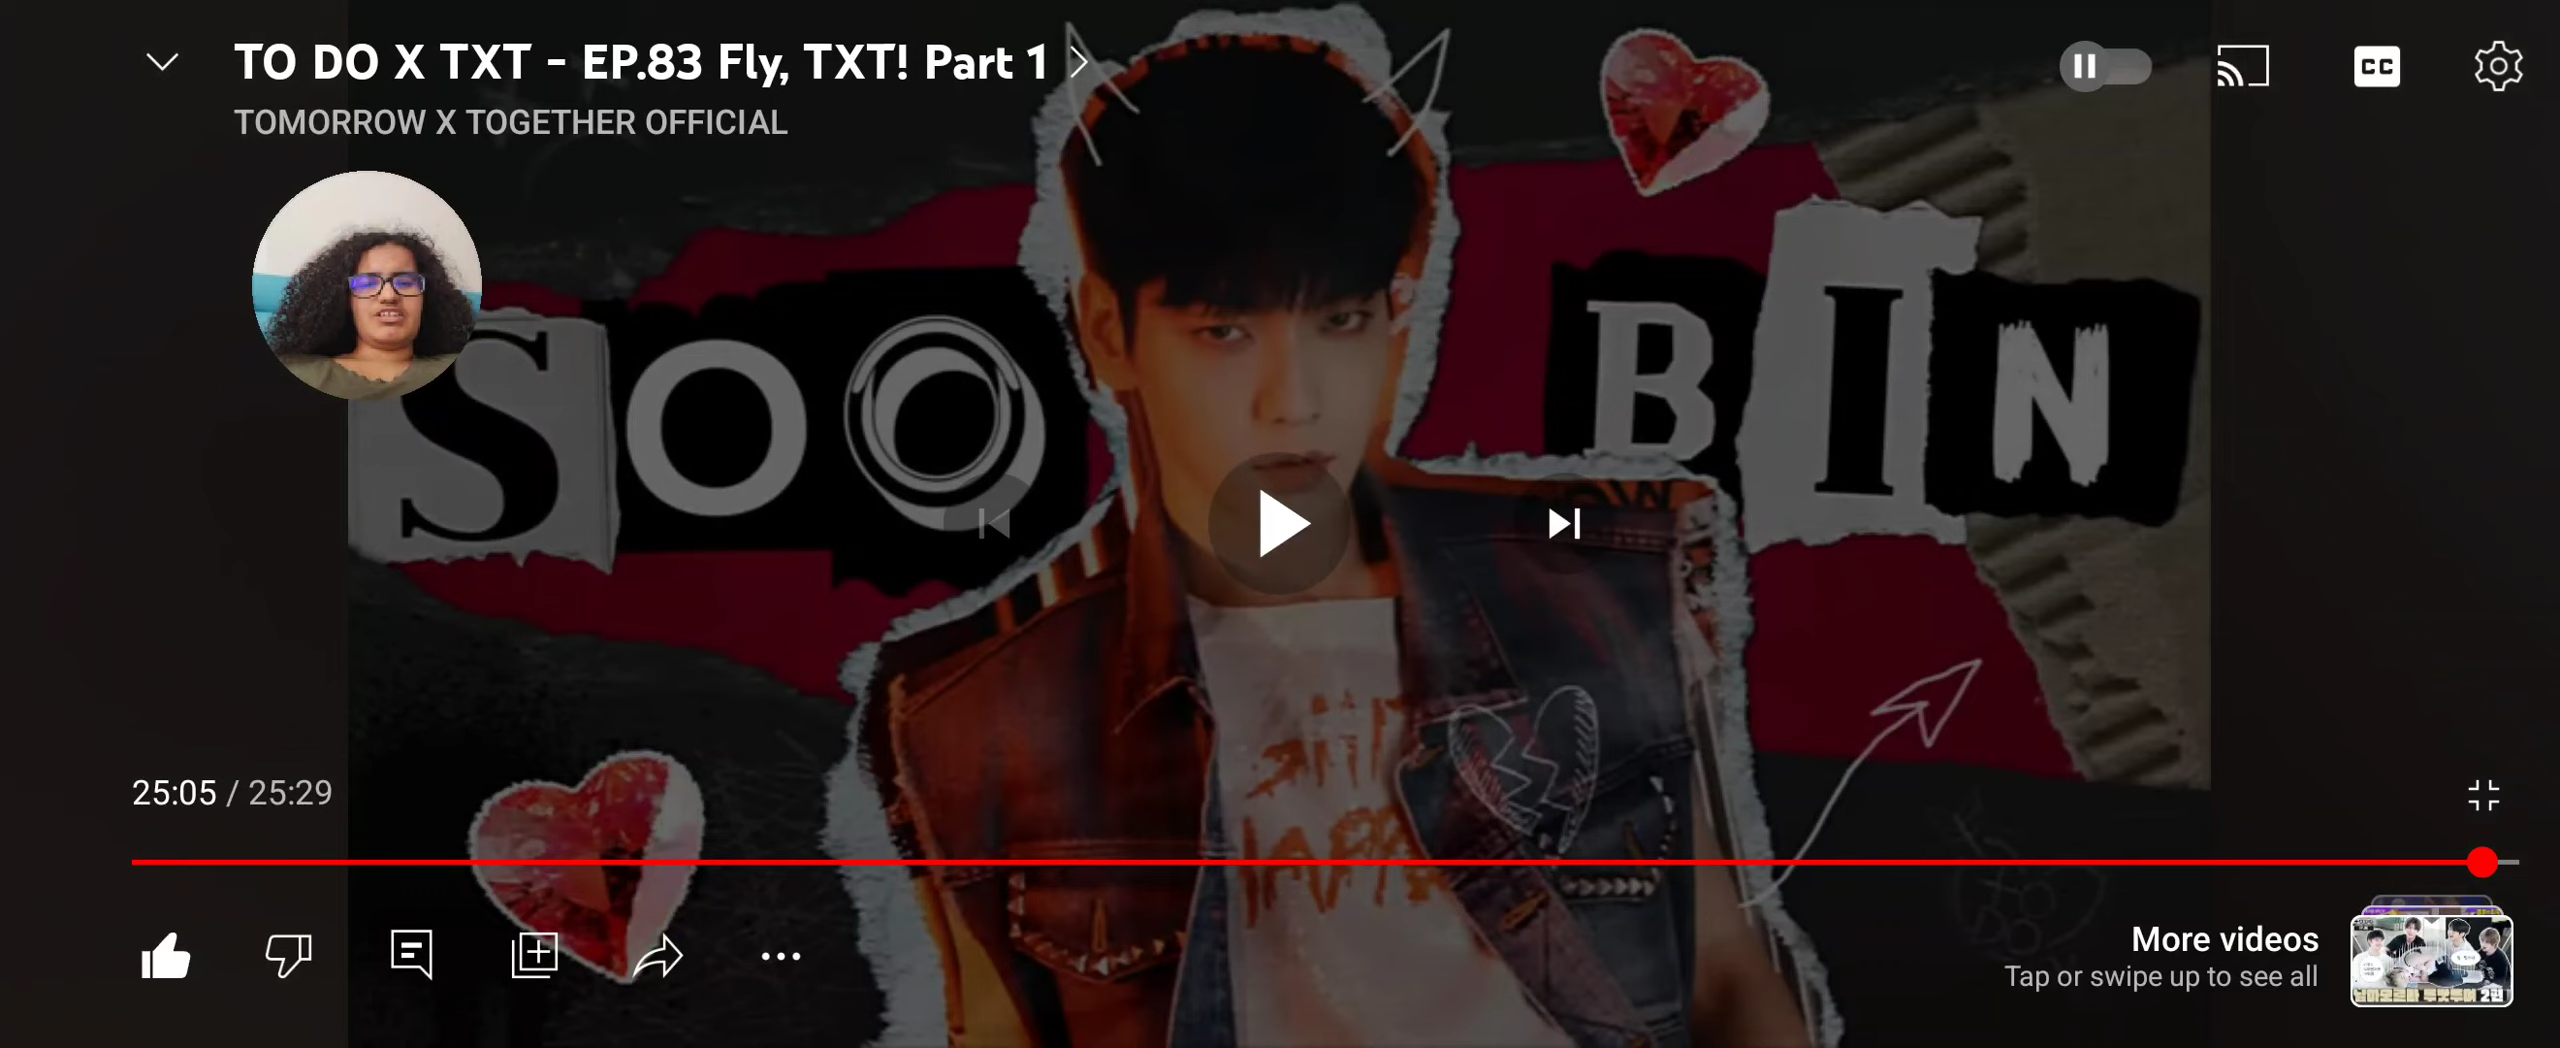 TO DO X TXT - EP.83 Fly, TXT! Part 1
TOMORROW X TOGETHER OFFICIAL
CC
SOO BIN
25:05 / 25:29
More videos
Tap or swipe up to see all